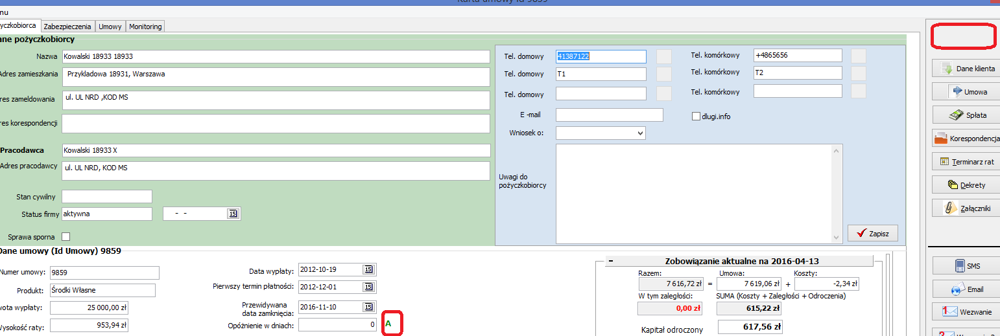 Karta umowy Id 9859
nu
yczkobiorca Zabezpieczenia Umowy Monitoring
ane pożyczkobiorcy
Nazwa Kowalski 18933 18933
Adres zamieszkania Przykladowa 18931, Warszawa
res zameldowania ul. UL NRD ,KOD MS
res korespondencji
Pracodawca Kowalski 18933 X
Adres pracodawcy ul. UL NRD, KOD MS
Stan cywilny
Status firmy aktywna - - 15
Sprawa sporna
Tel. domowy 41387122 Tel. komórkowy +4865656
Tel. domowy T1 Tel. komórkowy T2
Tel. domowy Tel. komórkowy
E -mail dlugi.info
Wniosek o:
Uwagi do
pożyczkobiorcy
Zapisz
Dane umowy (Id Umowy) 9859
Numer umowy: 9859
Produkt: Środki Własne
wota wypłaty: 25 000,00 zł
Wysokość raty: 953,94 zł
Data wypłaty: 2012-10-19 15
Pierwszy termin płatności: 2012-12-01 15
Przewidywana
data zamknięcia: 2016-11-10 15
Opóźnienie w dniach: 0 A
- Zobowiązanie aktualne na 2016-04-13
Razem: Umowa: Koszty:
7 616,72 zł = 7 619,06 zł + -2,34 zł
W tym zaległości: SUMA (Koszty + Zaległości + Odroczenia)
0,00 zł 615,22 zł
Kapitał odroczony 617,56 zł
Dane klienta
Umowa
Spłata
Korespondencja
Terminarz rat
Dekrety
Załączniki
SMS
Email
1 Wezwanie